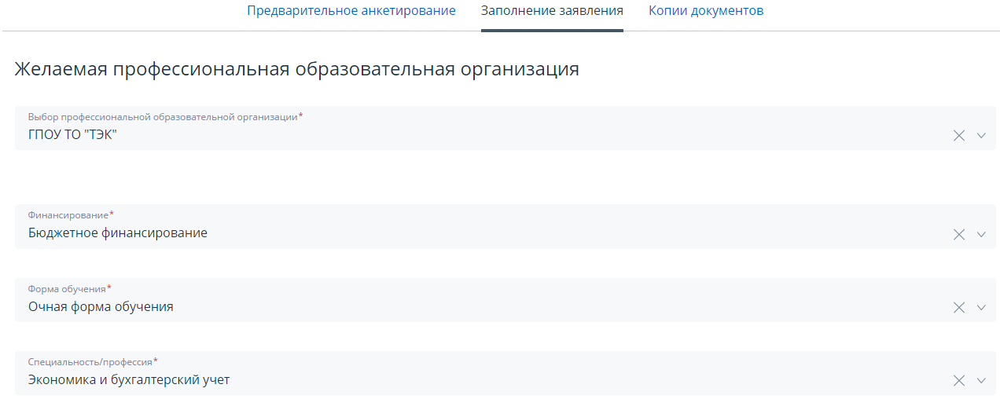 Предварительное анкетирование Заполнение заявления Копии документов
Желаемая профессиональная образовательная организация
Выбор профессиональной образовательной организации*
ГПОУ ТО "ТЭК"
Финансирование*
Бюджетное финансирование
Форма обучения*
Очная форма обучения
Специальность/профессия*
Экономика и бухгалтерский учет